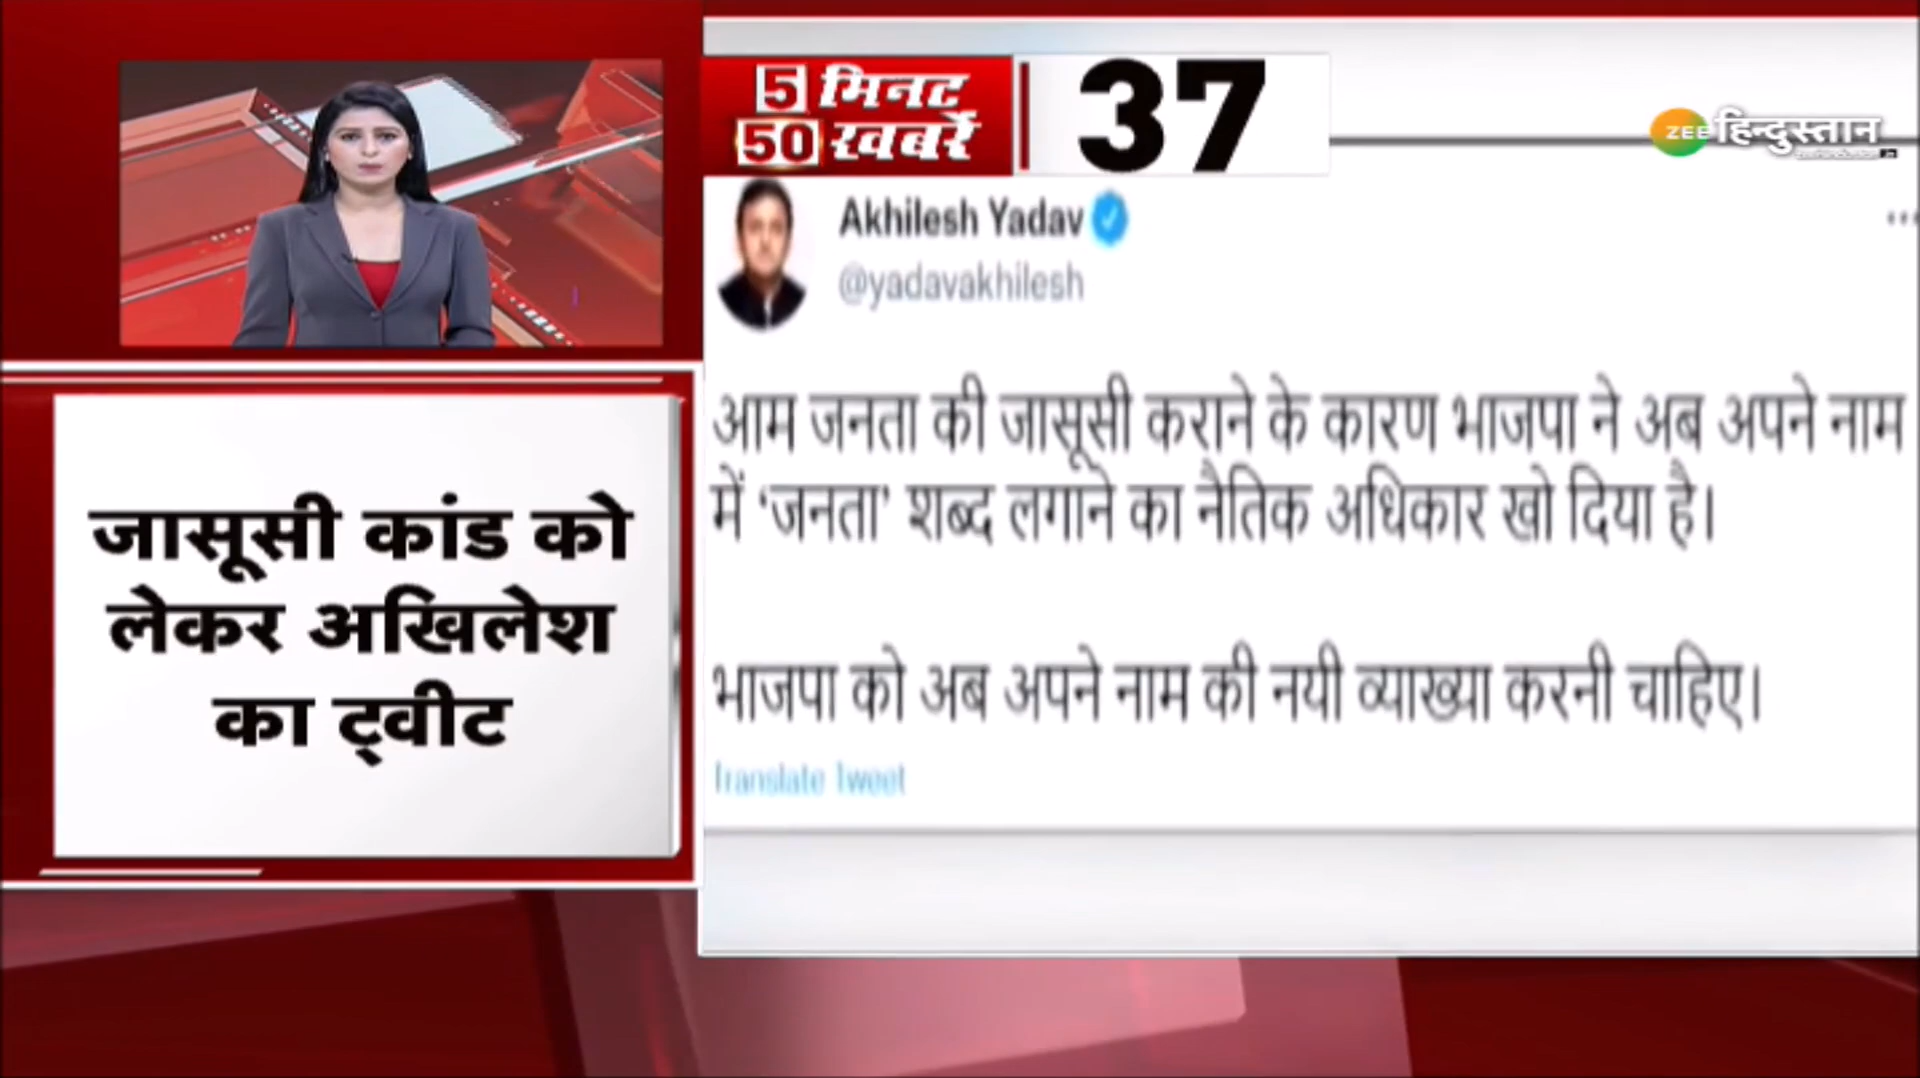 5 मिनट
50 खबरें
37
ZEE हिन्दुस्तान
Akhilesh Yadav
@yadavakhilesh
आम जनता की जासूसी कराने के कारण भाजपा ने अब अपने नाम
में ‘जनता’ शब्द लगाने का नैतिक अधिकार खो दिया है।
भाजपा को अब अपने नाम की नयी व्याख्या करनी चाहिए।
Translate Tweet
जासूसी कांड को
लेकर अखिलेश
का ट्वीट